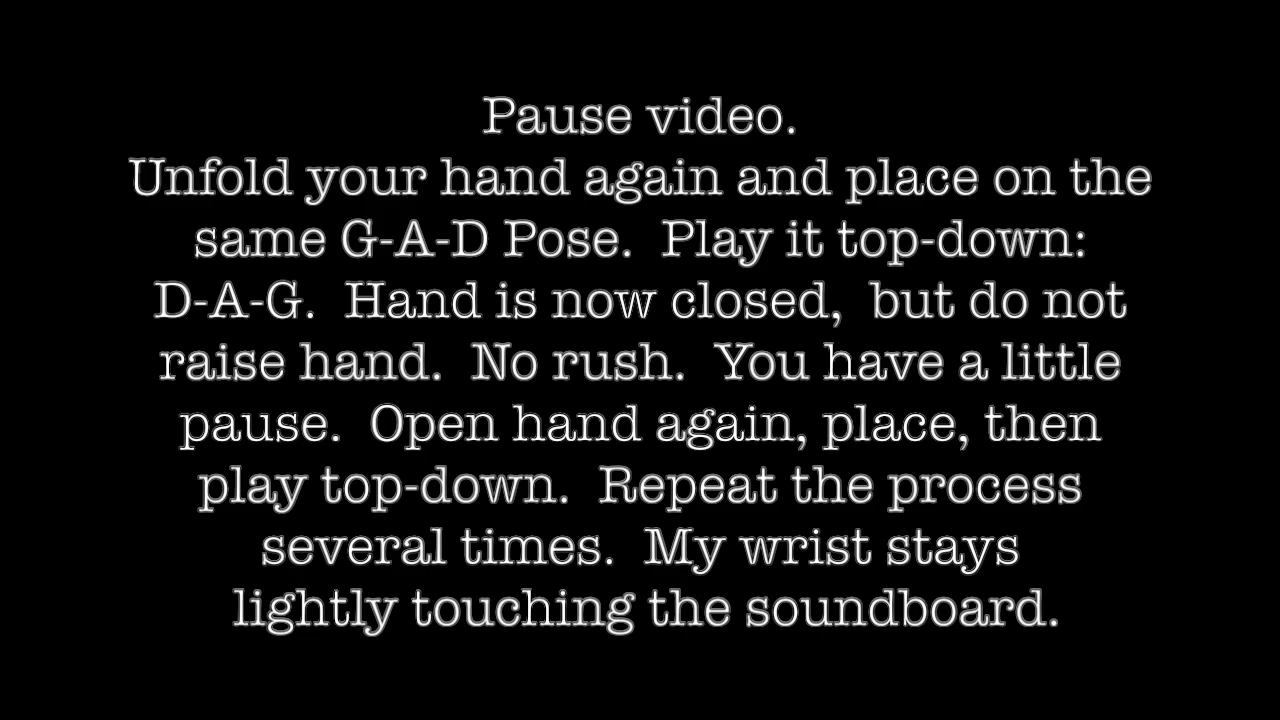 Pause video.
Unfold your hand again and place on the
same G-A-D Pose.  Play it top-down:
D-A-G.  Hand is now closed,  but do not
raise hand.  No rush.  You have a little
pause.  Open hand again, place, then
play top-down.  Repeat the process
several times.  My wrist stays
lightly touching the soundboard.